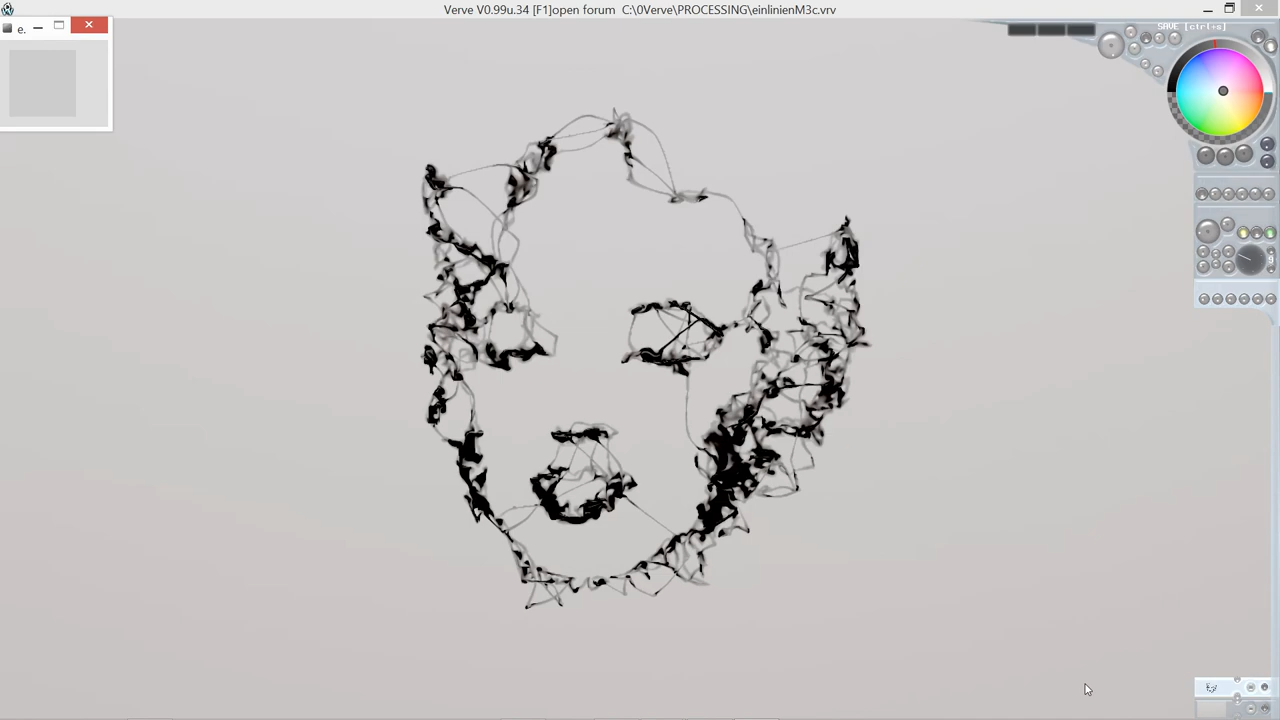 Verve V0.99u.34 [F1]open forum C:\0Verve\PROCESSING\einlinienM3c.vrv
e.
SAVE [ctrl+s]